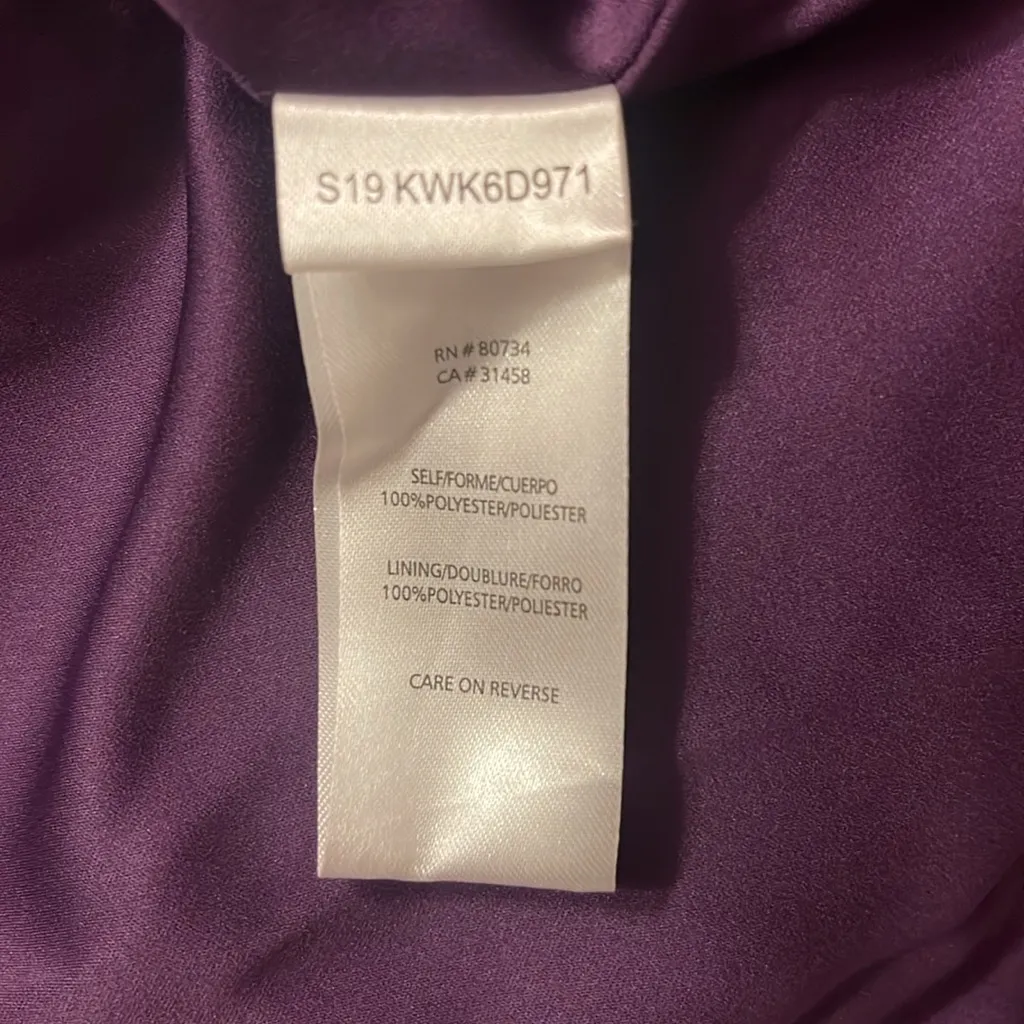 S19 KWK6D971
RN # 80734
CA # 31458
SELF/FORME/CUERPO
100%POLYESTER/POLIESTER
LINING/DOUBLURE/FORRO
100%POLYESTER/POLIESTER
CARE ON REVERSE